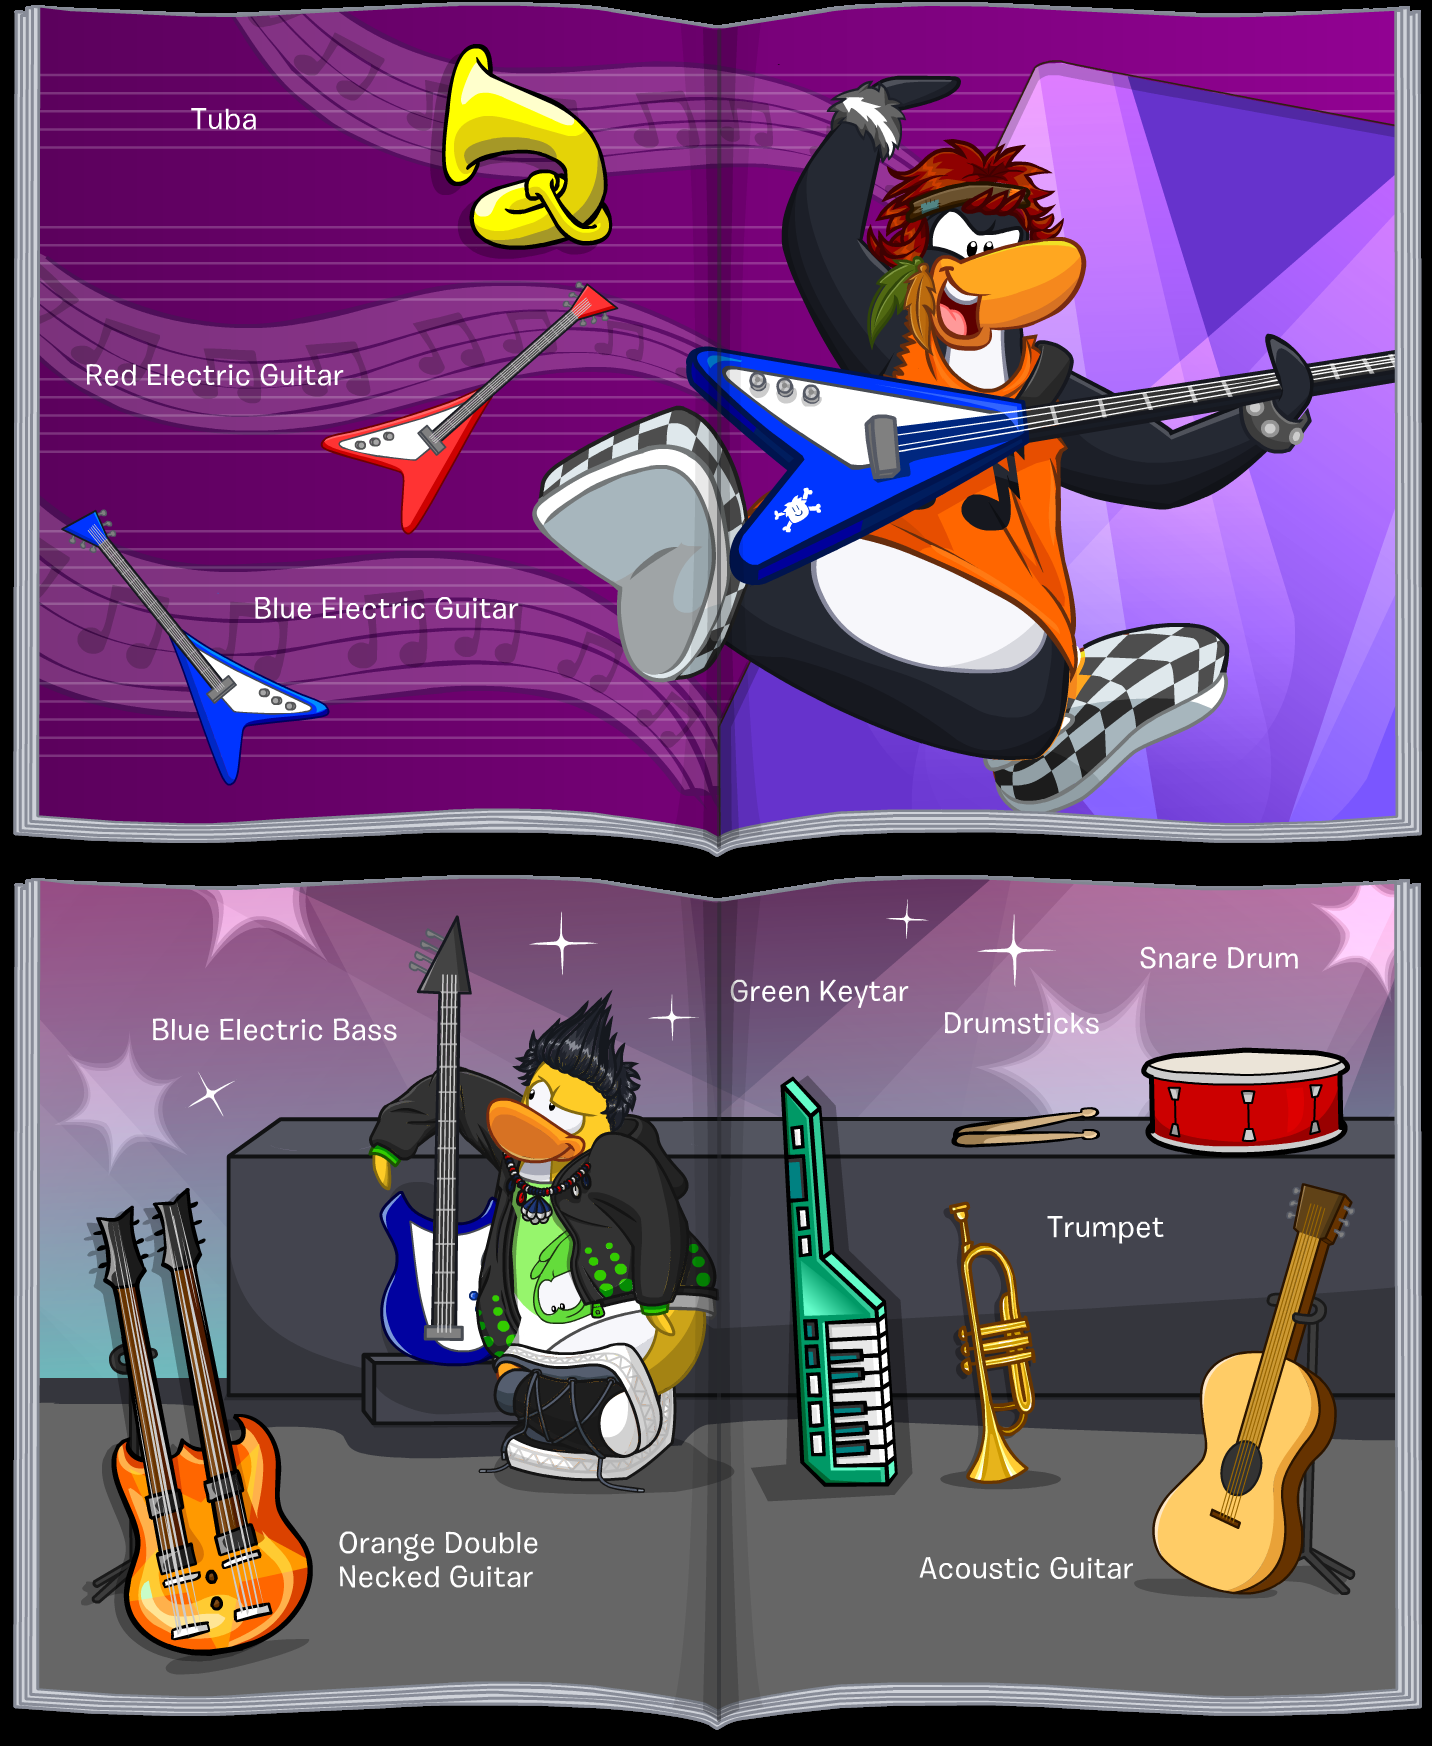 Tuba
Red Electric Guitar
Blue Electric Guitar
Blue Electric Bass
Green Keytar
Snare Drum
Drumsticks
Trumpet
Orange Double
Necked Guitar
Acoustic Guitar